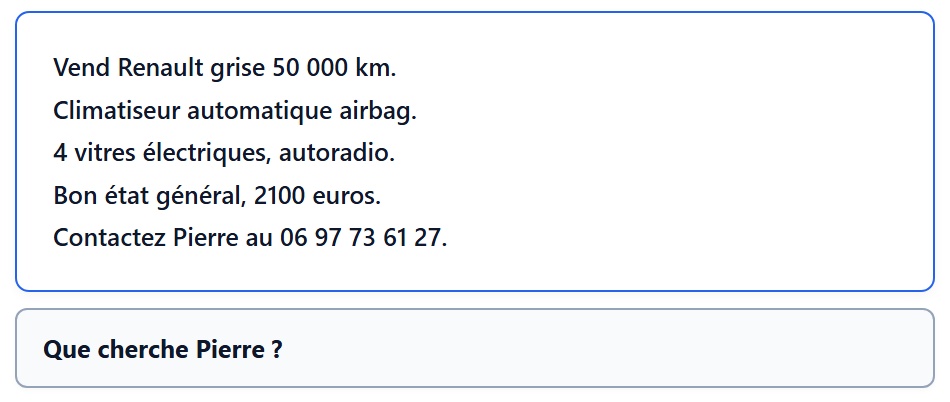 Vend Renault grise 50 000 km.
Climatiseur automatique airbag.
4 vitres électriques, autoradio.
Bon état général, 2100 euros.
Contactez Pierre au 06 97 73 61 27.
Que cherche Pierre ?